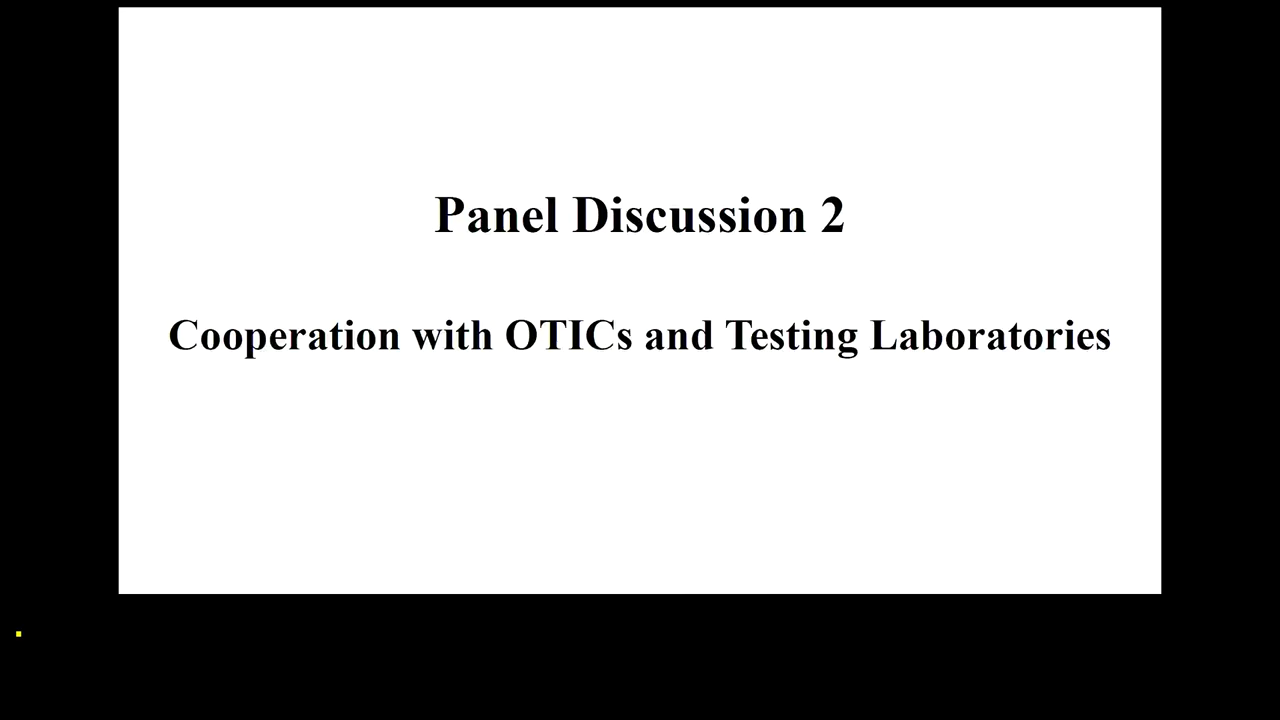 Panel Discussion 2
Cooperation with OTICs and Testing Laboratories